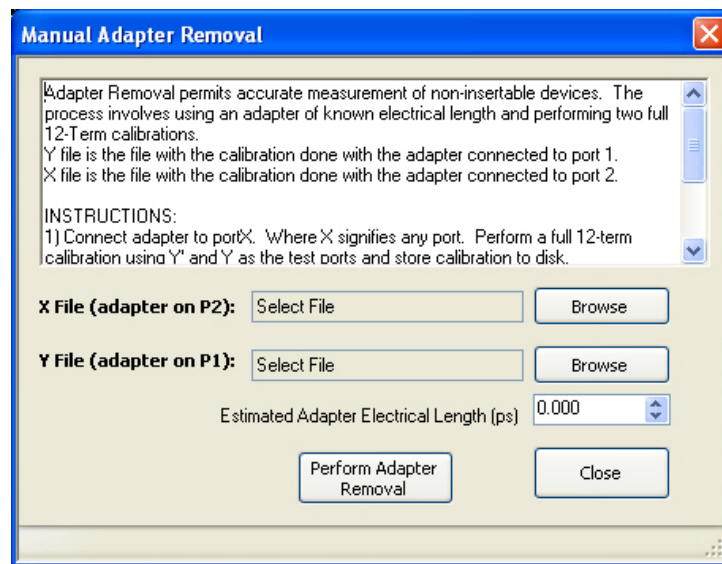 Manual Adapter Removal
Adapter Removal permits accurate measurement of non-insertable devices.  The
process involves using an adapter of known electrical length and performing two full
12-Term calibrations.
Y file is the file with the calibration done with the adapter connected to port 1.
X file is the file with the calibration done with the adapter connected to port 2.
INSTRUCTIONS:
1) Connect adapter to portX.  Where X signifies any port.  Perform a full 12-term
calibration using Y' and Y as the test ports and store calibration to disk.
X File (adapter on P2): Select File Browse
Y File (adapter on P1): Select File Browse
Estimated Adapter Electrical Length (ps) 0.000
Perform Adapter
Removal
Close